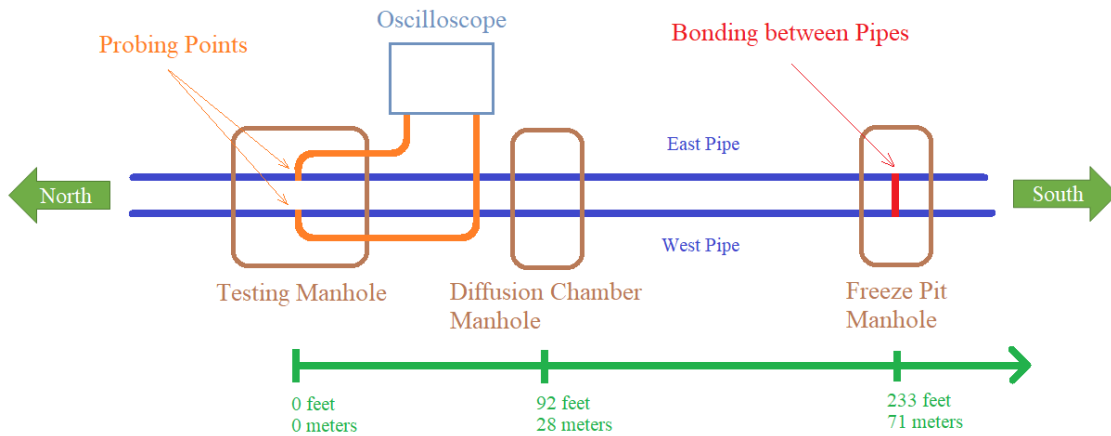 Oscilloscope
Probing Points
Bonding between Pipes
East Pipe
North
South
West Pipe
Testing Manhole
Diffusion Chamber
Manhole
Freeze Pit
Manhole
0 feet
0 meters
92 feet
28 meters
233 feet
71 meters